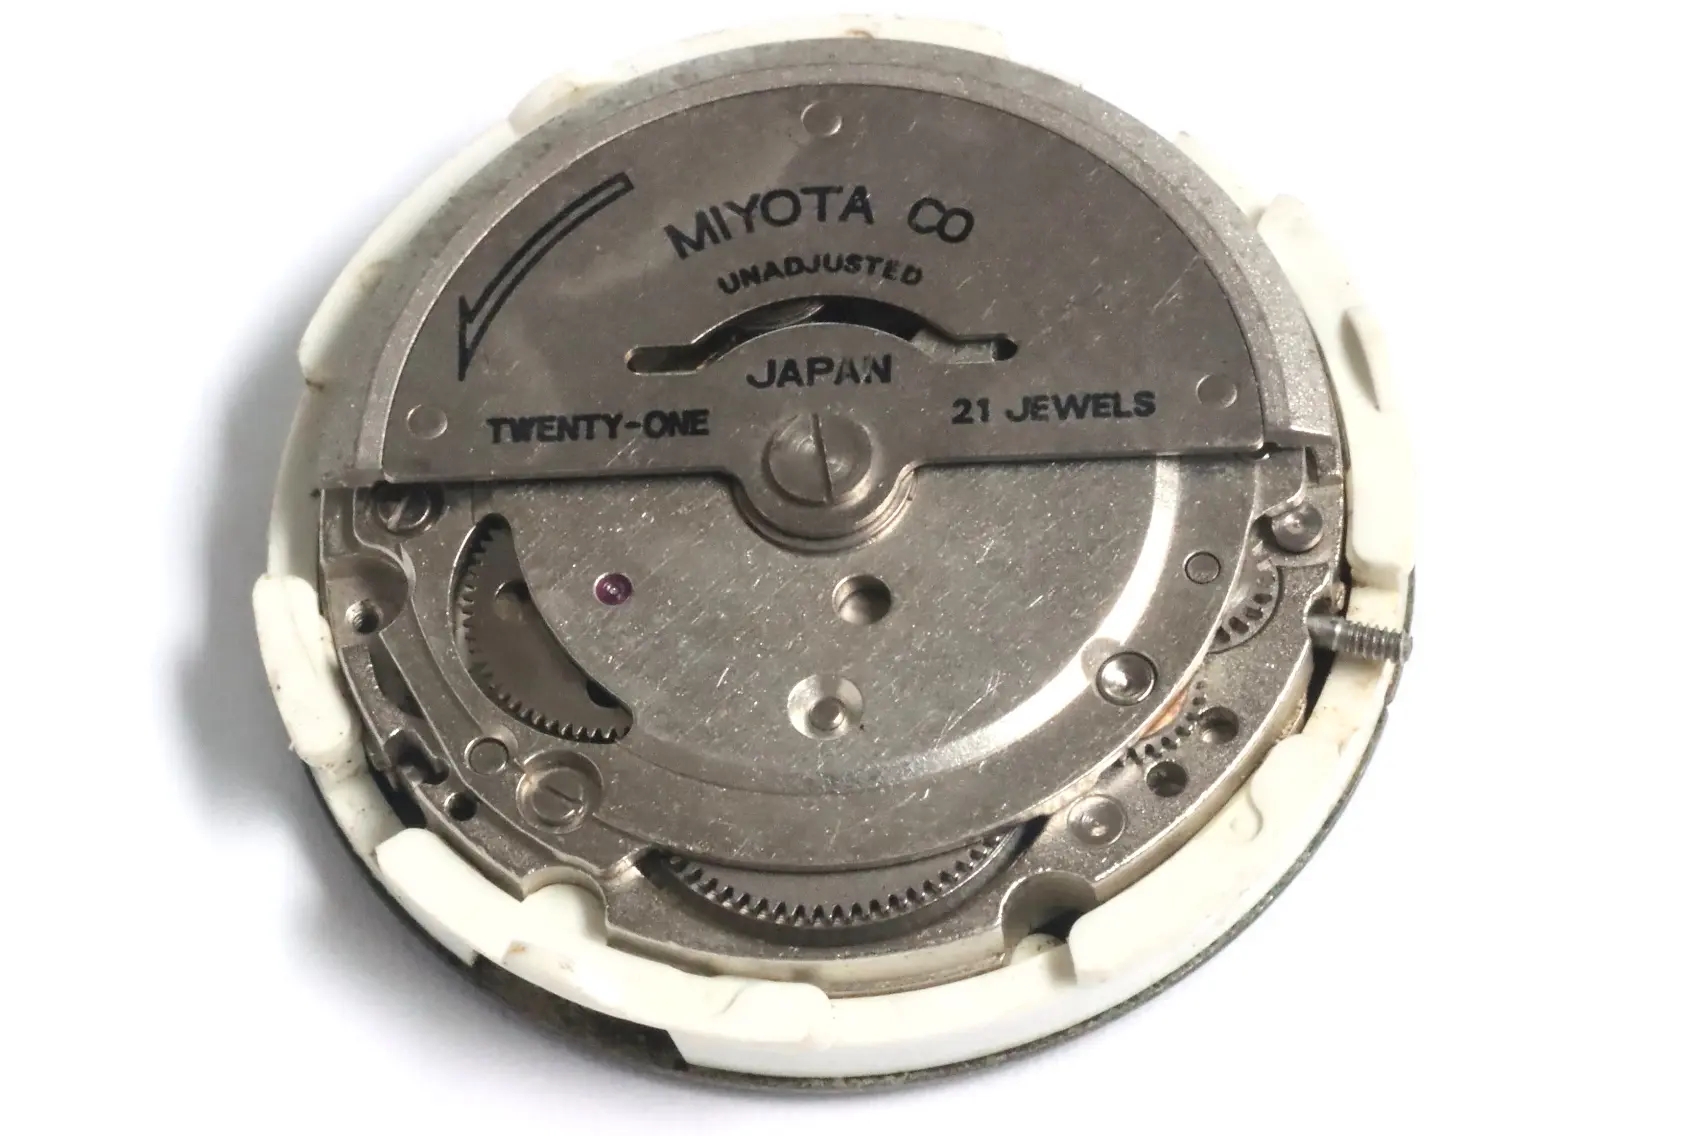 MIYOTA CO
UNADJUSTED
JAPAN
TWENTY-ONE
21 JEWELS